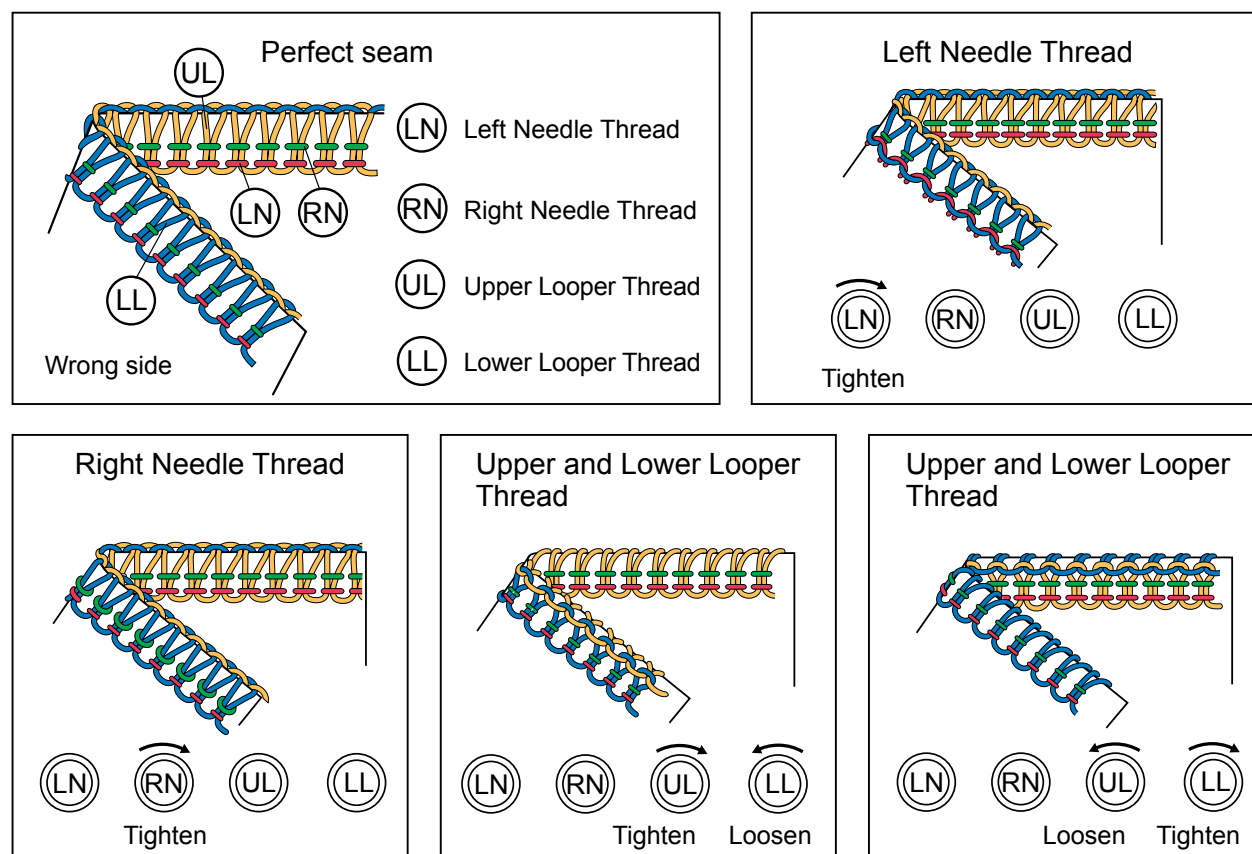 Perfect seam
UL
LN Left Needle Thread
RN Right Needle Thread
LN RN
UL Upper Looper Thread
LL
LL Lower Looper Thread
Wrong side
Left Needle Thread
LN RN UL LL
Tighten
Right Needle Thread
LN RN UL LL
Tighten
Upper and Lower Looper
Thread
LN RN UL LL
Tighten Loosen
Upper and Lower Looper
Thread
LN RN UL LL
Loosen Tighten